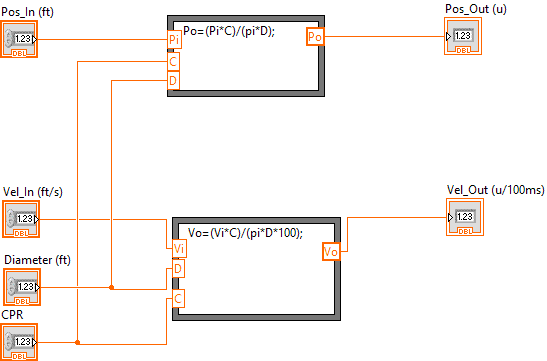 Pos_In (ft)
1.23
DBL
Po=(Pi*C)/(pi*D);
Pi
C
D
Po
Pos_Out (u)
1.23
DBL
Vel_In (ft/s)
1.23
DBL
Vo=(Vi*C)/(pi*D*100);
Vi
D
C
Vo
Vel_Out (u/100ms)
1.23
DBL
Diameter (ft)
1.23
DBL
CPR
1.23
DBL